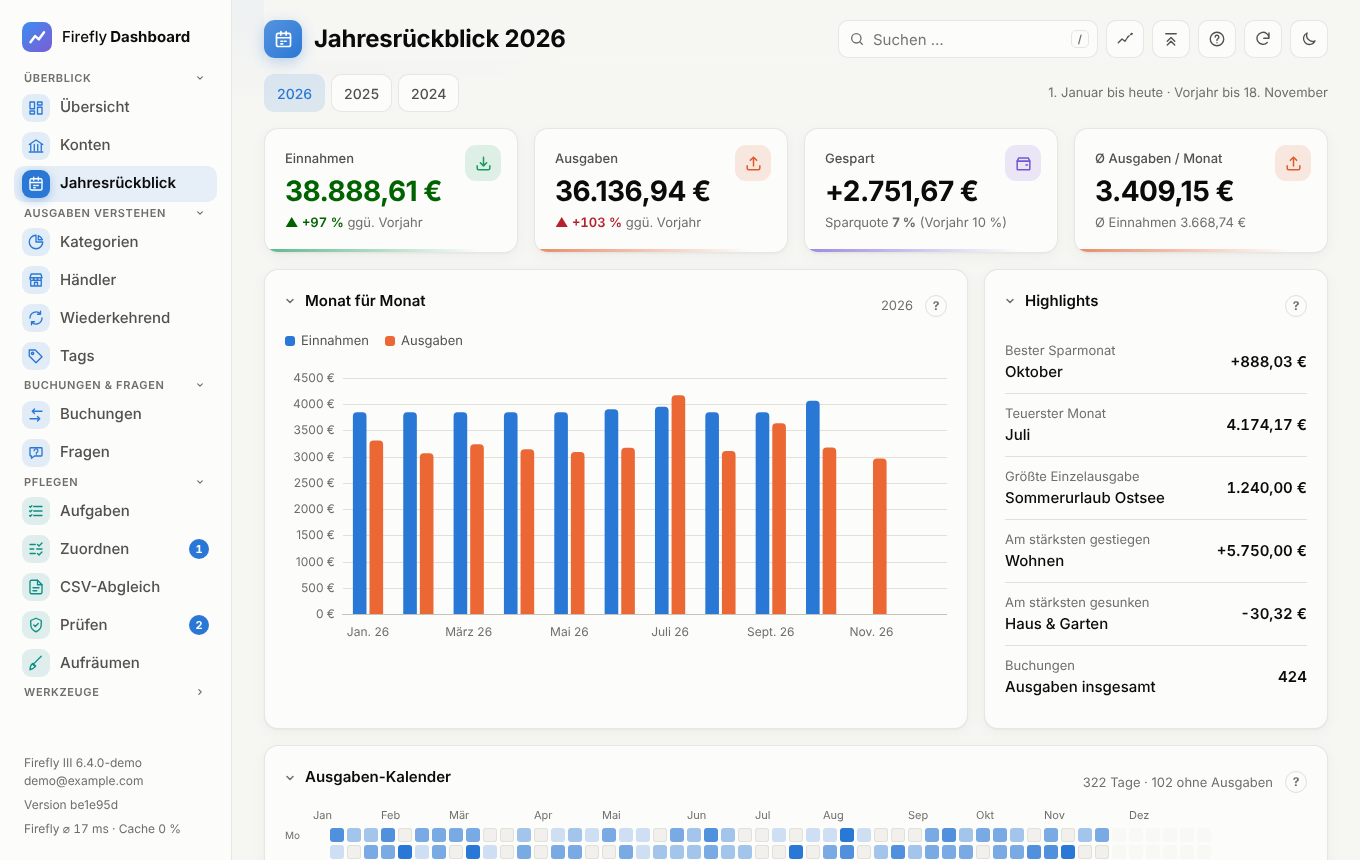 Firefly Dashboard
ÜBERBLICK
Übersicht
Konten
Jahresrückblick
AUSGABEN VERSTEHEN
Kategorien
Händler
Wiederkehrend
Tags
BUCHUNGEN & FRAGEN
Buchungen
Fragen
PFLEGEN
Aufgaben
Zuordnen 1
CSV-Abgleich
Prüfen 2
Aufräumen
WERKZEUGE
Firefly III 6.4.0-demo
demo@example.com
Version be1e95d
Firefly ⌀ 17 ms · Cache 0 %
Jahresrückblick 2026
Suchen ... /
2026 2025 2024
1. Januar bis heute · Vorjahr bis 18. November
Einnahmen
38.888,61 €
▲ +97 % ggü. Vorjahr
Ausgaben
36.136,94 €
▲ +103 % ggü. Vorjahr
Gespart
+2.751,67 €
Sparquote 7 % (Vorjahr 10 %)
Ø Ausgaben / Monat
3.409,15 €
Ø Einnahmen 3.668,74 €
Monat für Monat
2026 ?
Einnahmen Ausgaben
4500 €
4000 €
3500 €
3000 €
2500 €
2000 €
1500 €
1000 €
500 €
0 €
Jan. 26 März 26 Mai 26 Juli 26 Sept. 26 Nov. 26
Highlights ?
Bester Sparmonat
Oktober
+888,03 €
Teuerster Monat
Juli
4.174,17 €
Größte Einzelausgabe
Sommerurlaub Ostsee
1.240,00 €
Am stärksten gestiegen
Wohnen
+5.750,00 €
Am stärksten gesunken
Haus & Garten
-30,32 €
Buchungen
Ausgaben insgesamt
424
Ausgaben-Kalender
322 Tage · 102 ohne Ausgaben ?
Jan Feb Mär Apr Mai Jun Jul Aug Sep Okt Nov Dez
Mo